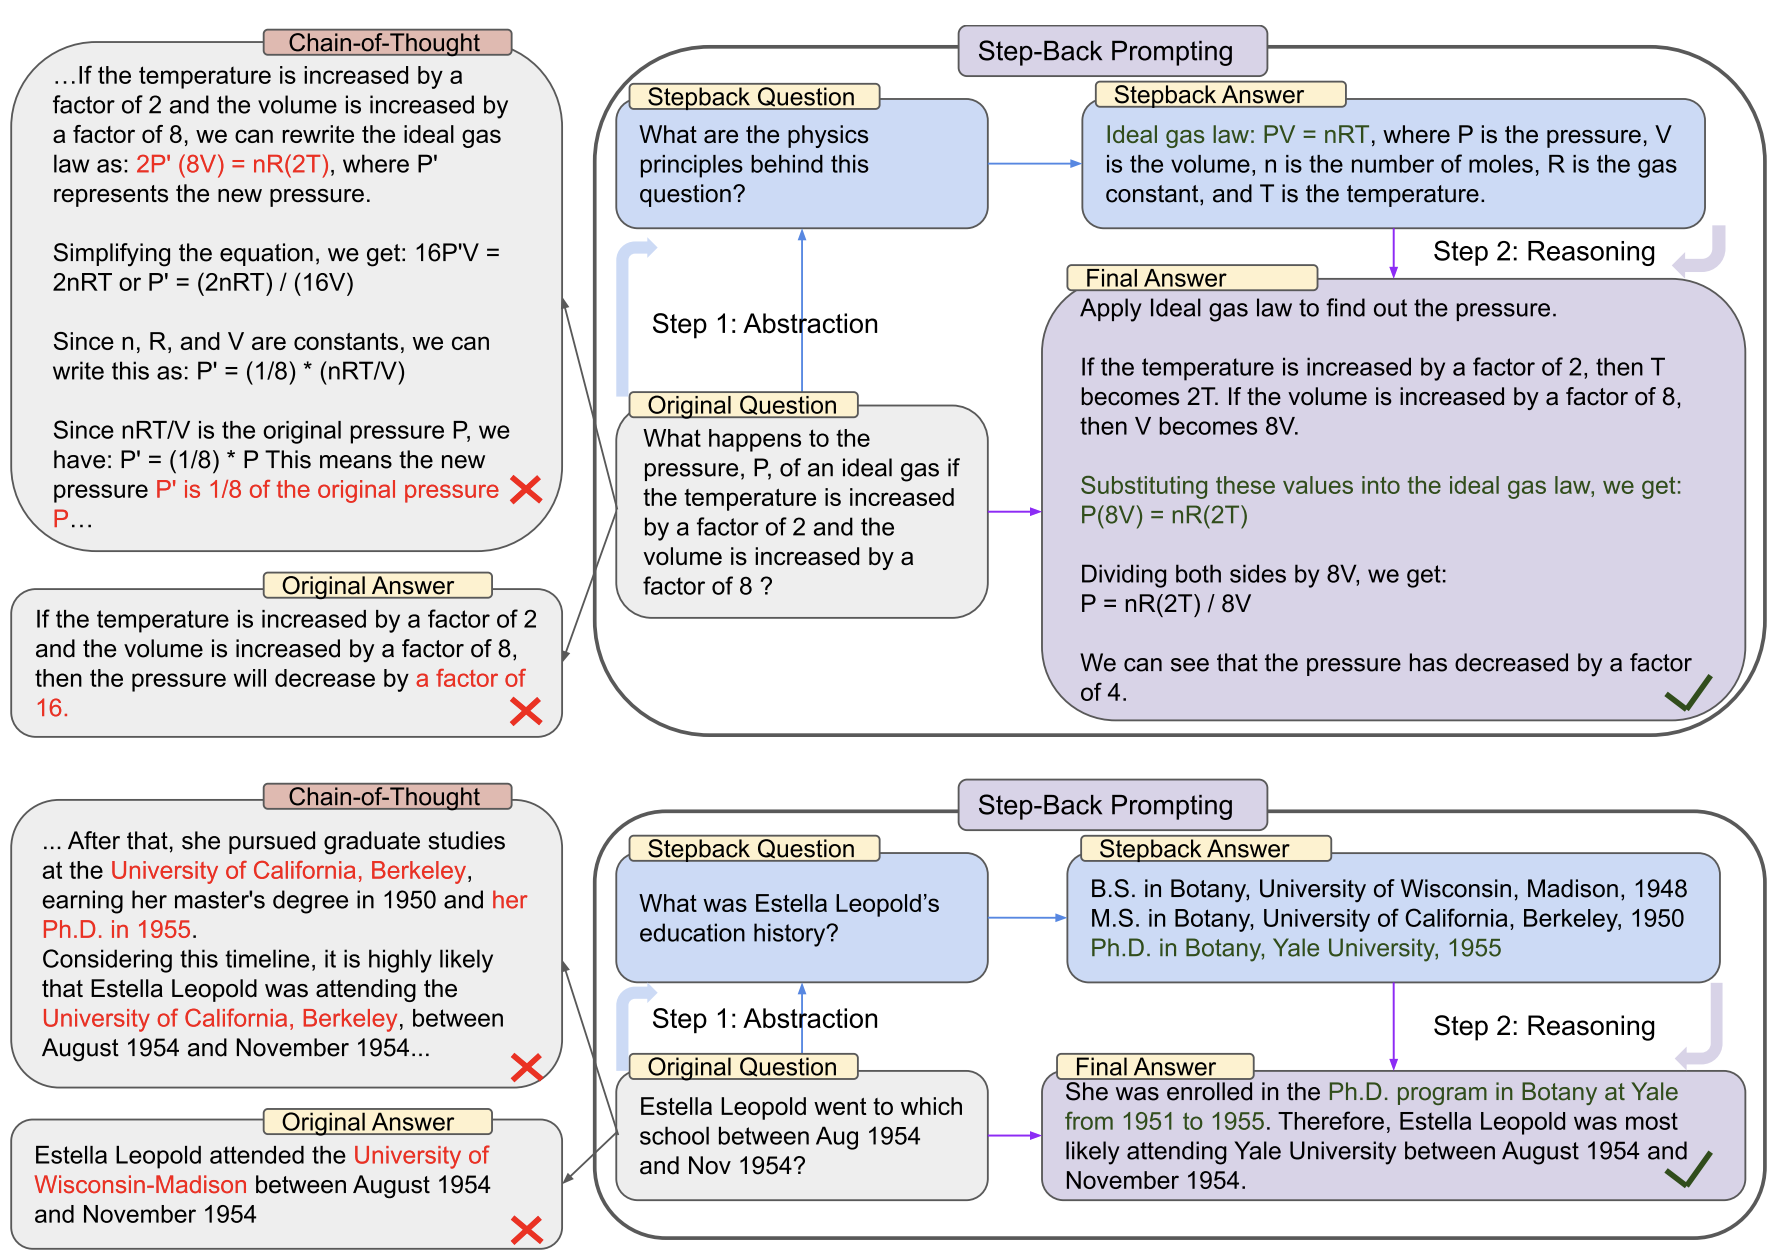 Chain-of-Thought
…If the temperature is increased by a
factor of 2 and the volume is increased by
a factor of 8, we can rewrite the ideal gas
law as: 2P' (8V) = nR(2T), where P'
represents the new pressure.
Simplifying the equation, we get: 16P'V =
2nRT or P' = (2nRT) / (16V)
Since n, R, and V are constants, we can
write this as: P' = (1/8) * (nRT/V)
Since nRT/V is the original pressure P, we
have: P' = (1/8) * P This means the new
pressure P' is 1/8 of the original pressure
P…
Original Answer
If the temperature is increased by a factor of 2
and the volume is increased by a factor of 8,
then the pressure will decrease by a factor of
16.
Step-Back Prompting
Stepback Question
What are the physics
principles behind this
question?
Stepback Answer
Ideal gas law: PV = nRT, where P is the pressure, V
is the volume, n is the number of moles, R is the gas
constant, and T is the temperature.
Step 1: Abstraction
Step 2: Reasoning
Original Question
What happens to the
pressure, P, of an ideal gas if
the temperature is increased
by a factor of 2 and the
volume is increased by a
factor of 8 ?
Final Answer
Apply Ideal gas law to find out the pressure.
If the temperature is increased by a factor of 2, then T
becomes 2T. If the volume is increased by a factor of 8,
then V becomes 8V.
Substituting these values into the ideal gas law, we get:
P(8V) = nR(2T)
Dividing both sides by 8V, we get:
P = nR(2T) / 8V
We can see that the pressure has decreased by a factor
of 4.
Chain-of-Thought
... After that, she pursued graduate studies
at the University of California, Berkeley,
earning her master's degree in 1950 and her
Ph.D. in 1955.
Considering this timeline, it is highly likely
that Estella Leopold was attending the
University of California, Berkeley, between
August 1954 and November 1954...
Original Answer
Estella Leopold attended the University of
Wisconsin-Madison between August 1954
and November 1954
Step-Back Prompting
Stepback Question
What was Estella Leopold’s
education history?
Stepback Answer
B.S. in Botany, University of Wisconsin, Madison, 1948
M.S. in Botany, University of California, Berkeley, 1950
Ph.D. in Botany, Yale University, 1955
Step 1: Abstraction
Step 2: Reasoning
Original Question
Estella Leopold went to which
school between Aug 1954
and Nov 1954?
Final Answer
She was enrolled in the Ph.D. program in Botany at Yale
from 1951 to 1955. Therefore, Estella Leopold was most
likely attending Yale University between August 1954 and
November 1954.